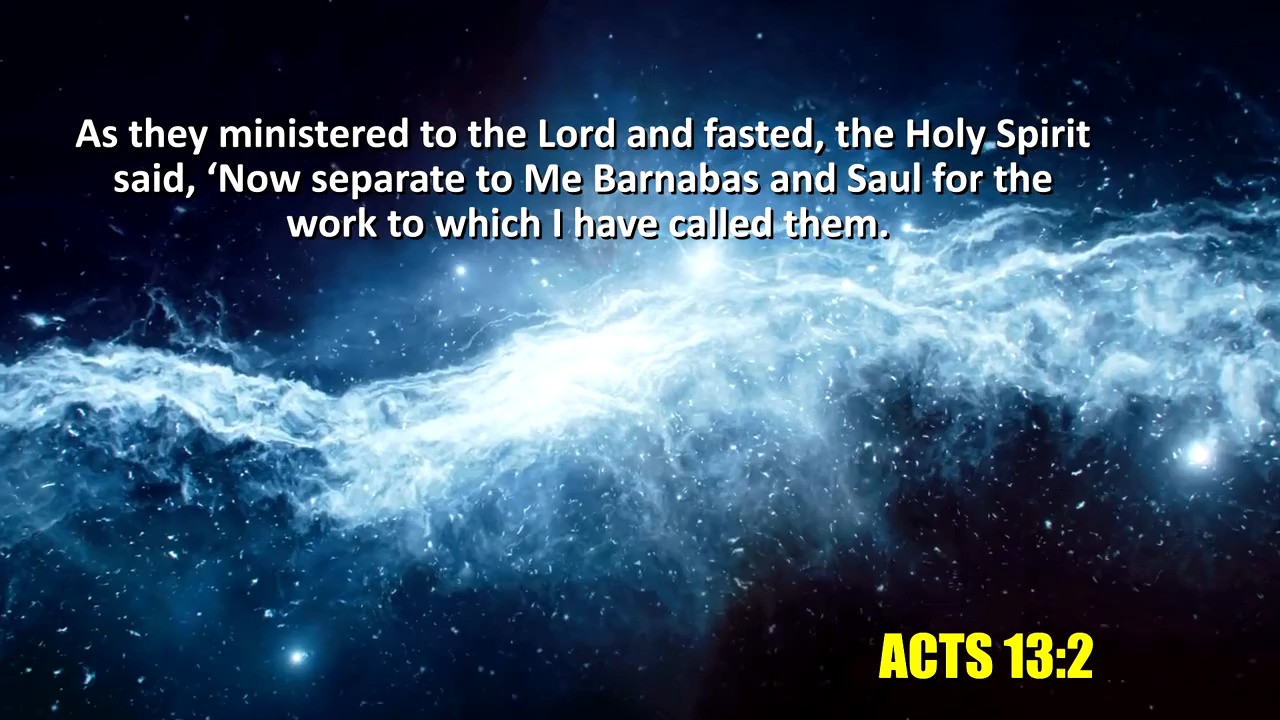 As they ministered to the Lord and fasted, the Holy Spirit
said, ‘Now separate to Me Barnabas and Saul for the
work to which I have called them.
ACTS 13:2